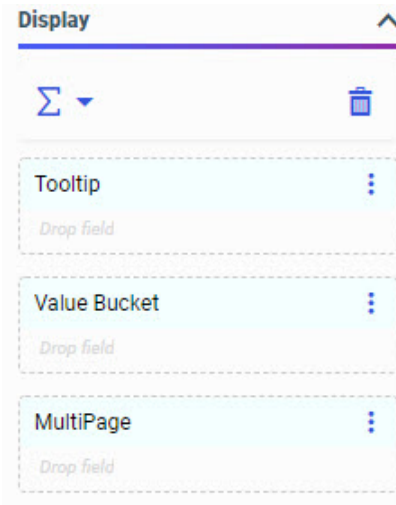 Display
Σ
Tooltip
Drop field
Value Bucket
Drop field
MultiPage
Drop field